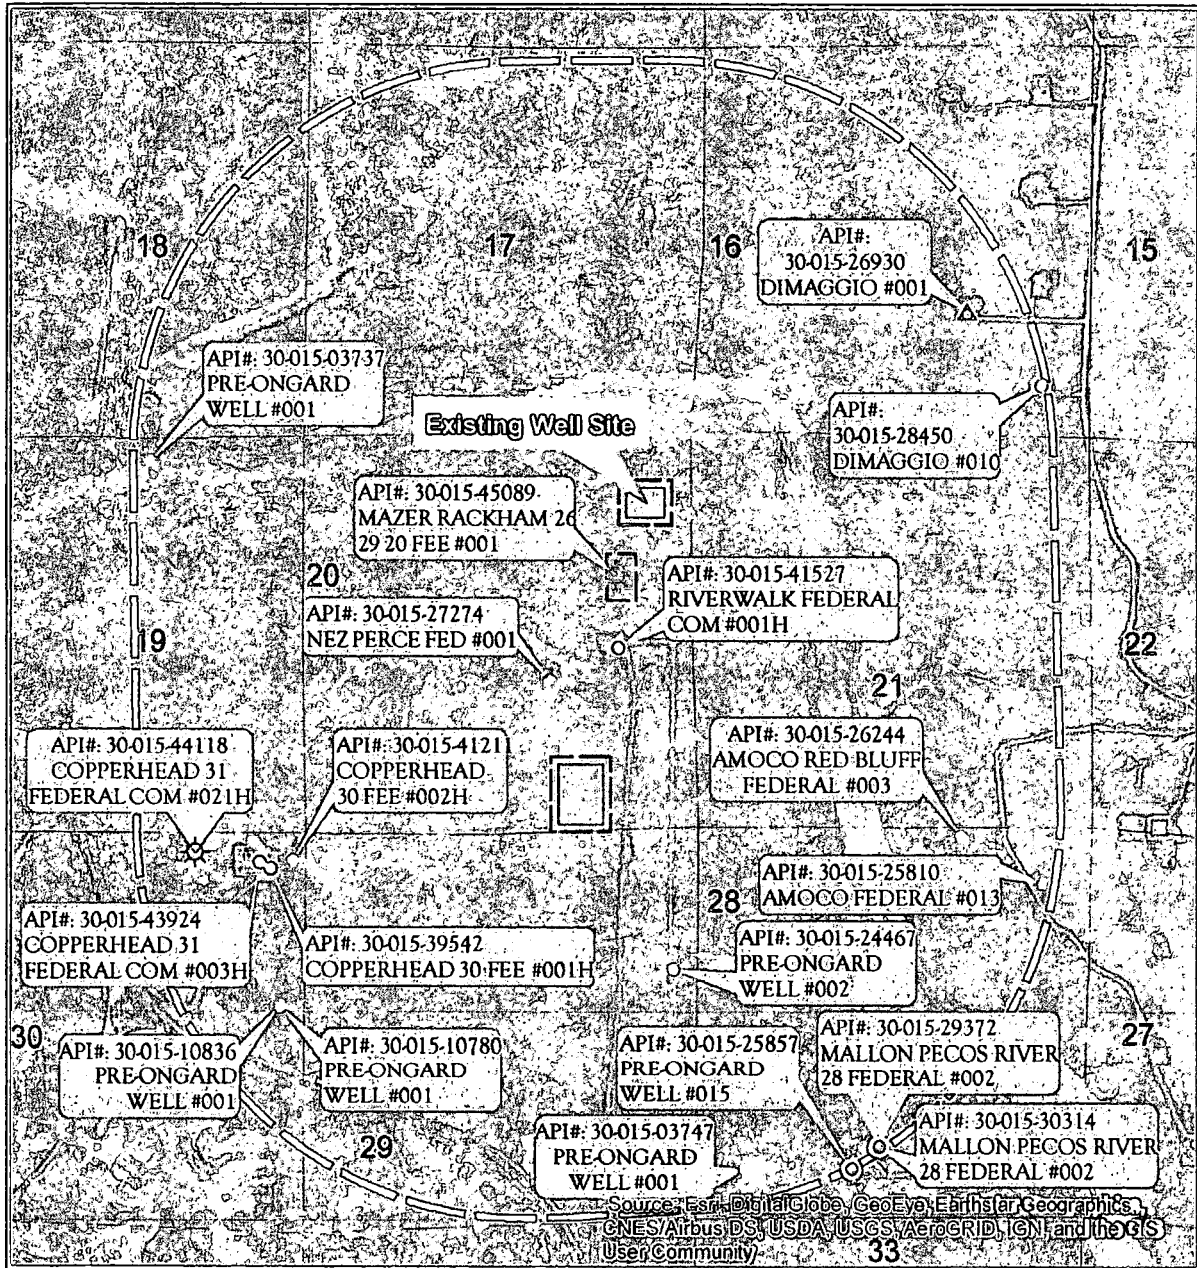 18
17
16
15
API#:
30-015-26930
DIMAGGIO #001
API#: 30-015-03737
PRE-ONGARD
WELL #001
Existing Well Site
API#:
30-015-28450
DIMAGGIO #010
API#: 30-015-45089
MAZER RACKHAM 26
29 20 FEE #001
20
API#: 30-015-41527
RIVERWALK FEDERAL
COM #001H
API#: 30-015-27274
NEZ PERCE FED #001
19
22
21
API#: 30-015-44118
COPPERHEAD 31
FEDERAL COM #021H
API#: 30-015-41211
COPPERHEAD
30 FEE #002H
API#: 30-015-26244
AMOCO RED BLUFF
FEDERAL #003
API#: 30-015-25810
AMOCO FEDERAL #013
28
API#: 30-015-43924
COPPERHEAD 31
FEDERAL COM #003H
API#: 30-015-39542
COPPERHEAD 30 FEE #001H
API#: 30-015-24467
PRE-ONGARD
WELL #002
30
API#: 30-015-10836
PRE-ONGARD
WELL #001
API#: 30-015-10780
PRE-ONGARD
WELL #001
API#: 30-015-25857
PRE-ONGARD
WELL #015
API#: 30-015-29372
MALLON PECOS RIVER
28 FEDERAL #002
27
29
API#: 30-015-03747
PRE-ONGARD
WELL #001
API#: 30-015-30314
MALLON PECOS RIVER
28 FEDERAL #002
Source: Esri, DigitalGlobe, GeoEye, Earthstar Geographics,
CNES/Airbus DS, USDA, USGS, AeroGRID, IGN, and the GIS
User Community
33